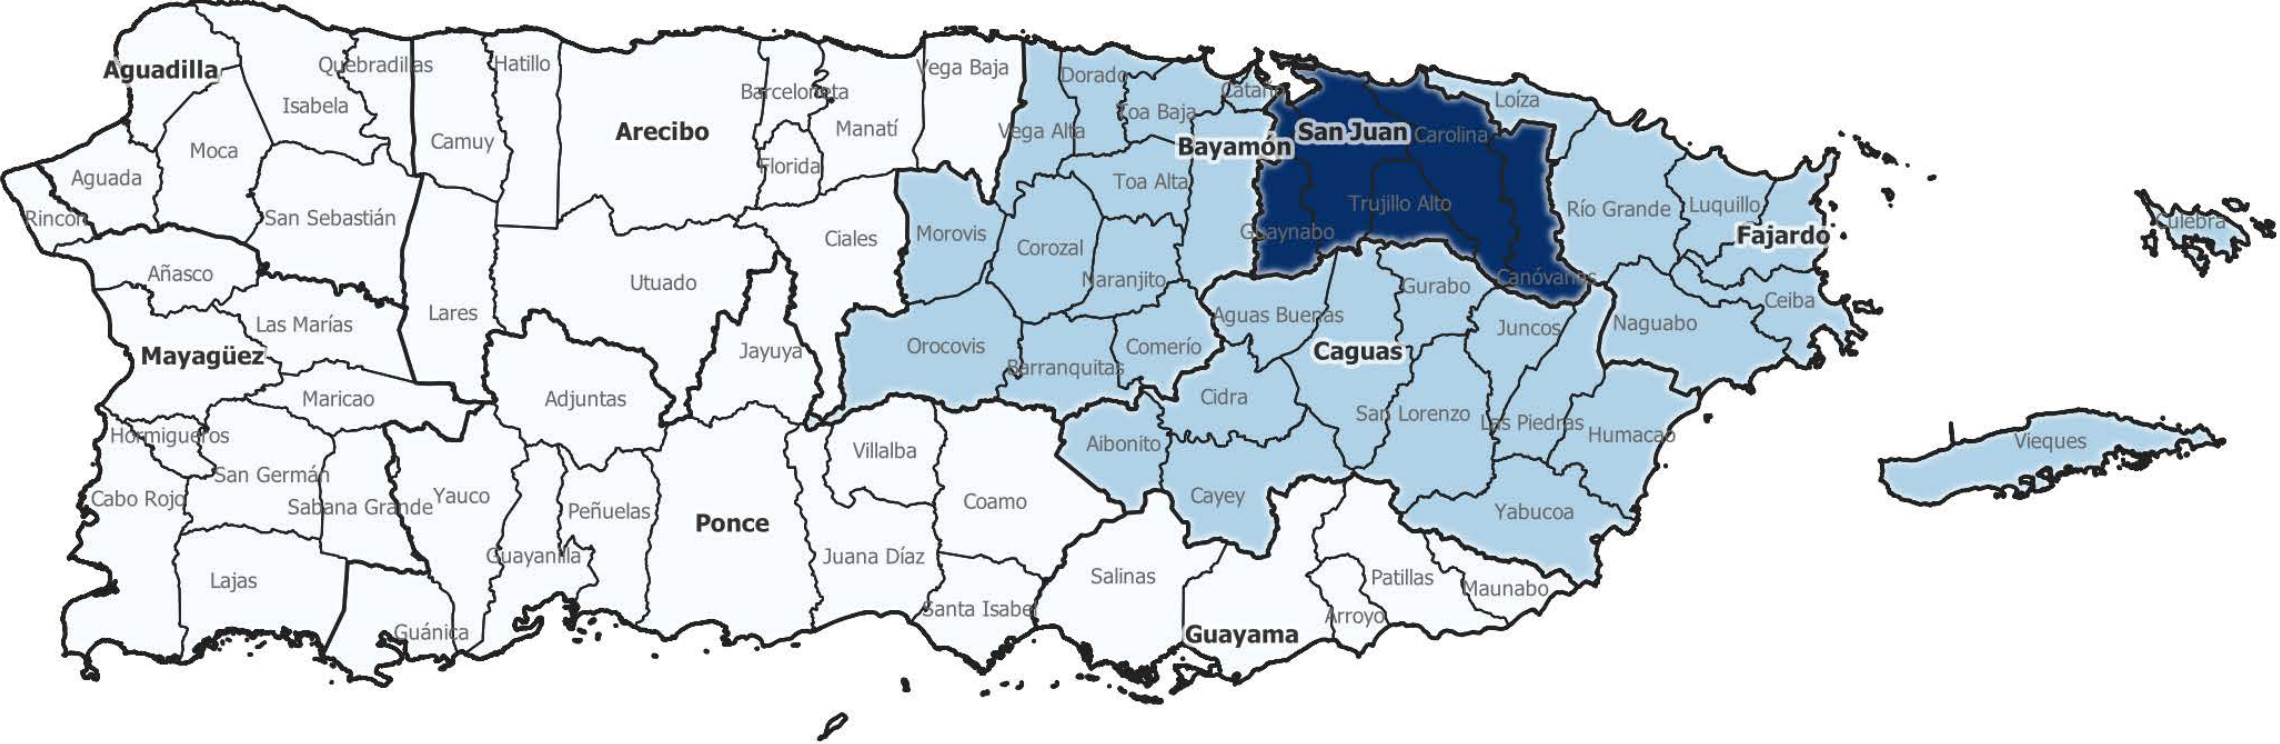 Aguadilla
Quebradillas
Hatillo
Isabela
Camuy
Moca
Aguada
Rincón
San Sebastián
Arecibo
Barceloneta
Manatí
Vega Baja
Florida
Ciales
Utuado
Lares
Añasco
Las Marías
Mayagüez
Maricao
Adjuntas
Jayuya
Hormigueros
San Germán
Sabana Grande
Cabo Rojo
Lajas
Guánica
Yauco
Guayanilla
Peñuelas
Ponce
Villalba
Juana Díaz
Coamo
Santa Isabel
Salinas
Guayama
Arroyo
Patillas
Maunabo
Dorado
Toa Baja
Cataño
Vega Alta
Bayamón
Toa Alta
Morovis
Corozal
Naranjito
Orocovis
Barranquitas
Comerío
San Juan
Carolina
Trujillo Alto
Guaynabo
Canóvanas
Loíza
Río Grande
Luquillo
Fajardo
Ceiba
Naguabo
Culebra
Vieques
Aguas Buenas
Gurabo
Juncos
Caguas
Cidra
San Lorenzo
Las Piedras
Humacao
Aibonito
Cayey
Yabucoa